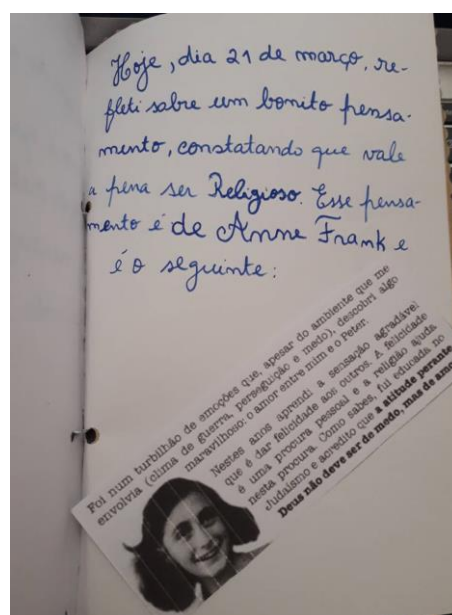 Hoje, dia 21 de março, re-
fleti sobre um bonito pensa-
mento, constatando que vale
a pena ser Religioso. Esse pensa-
mento é de Anne Frank e
é o seguinte:
Foi num turbilhão de emoções que, apesar do ambiente que me
envolvia (clima de guerra, perseguição e medo), descobri algo
maravilhoso: o amor entre mim e o Peter.
Nestes anos aprendi a sensação agradável
que é dar felicidade aos outros. A felicidade
é uma procura pessoal e a religião ajuda
nesta procura. Como sabes, fui educada no
Judaísmo e acredito que a atitude perante
Deus não deve ser de medo, mas de amo